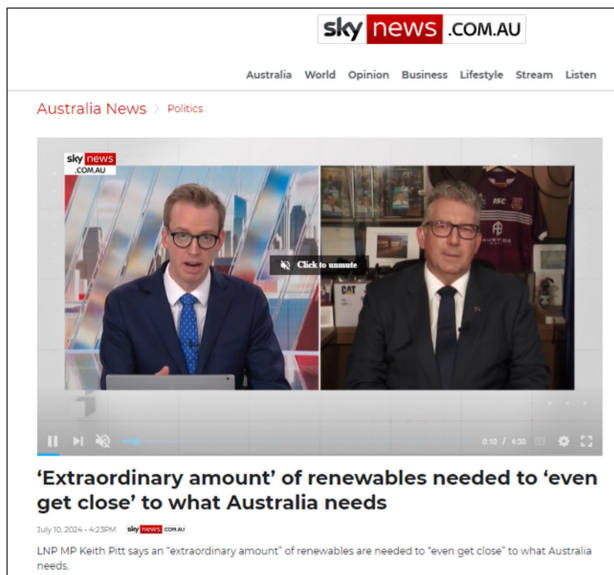 sky news .COM.AU
Australia World Opinion Business Lifestyle Stream Listen
Australia News > Politics
sky news
.COM.AU
ISC
Click to unmute
CAT
0:10 / 4:30
‘Extraordinary amount’ of renewables needed to ‘even
get close’ to what Australia needs
July 10, 2024 - 4:23PM sky news .COM.AU
LNP MP Keith Pitt says an “extraordinary amount” of renewables are needed to “even get close” to what Australia
needs.